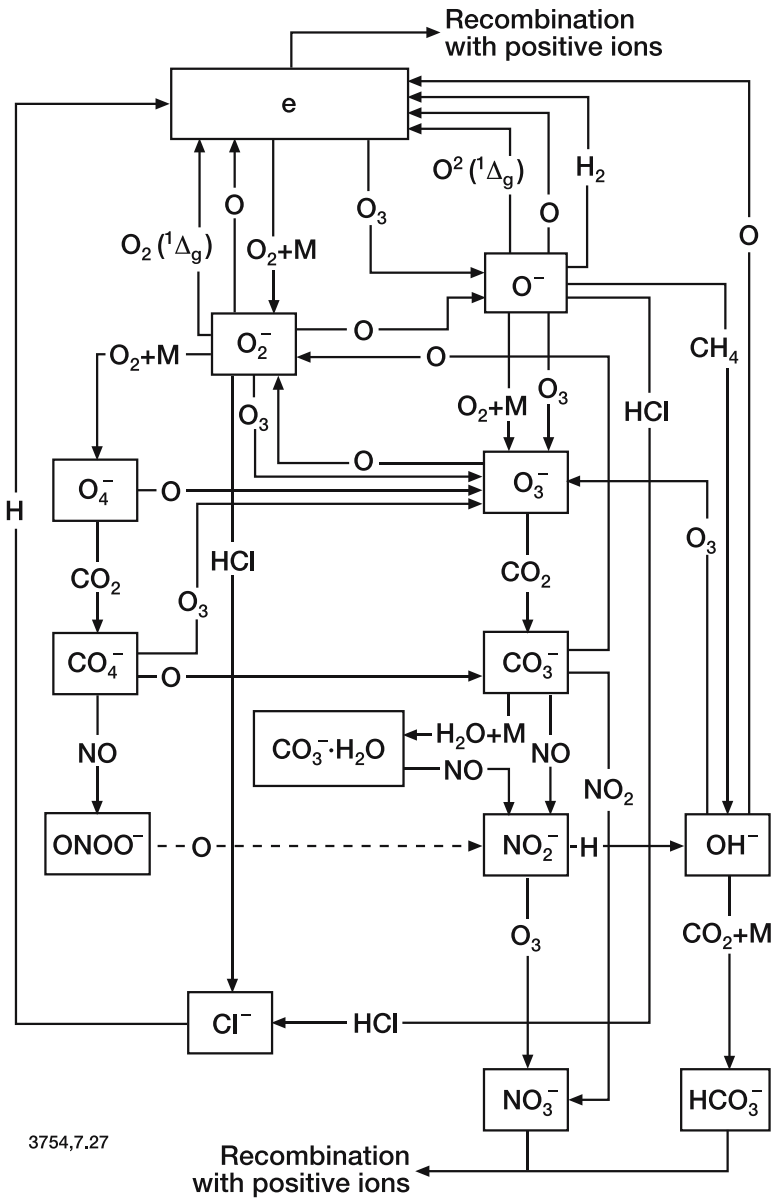 Recombination
with positive ions
e
O² (¹Δg)
H₂
O
O₃
O
O
O₂ (¹Δg)
O₂+M
O⁻
O₂⁻
O
CH₄
O₂+M
O
O₃
O₃
O₂+M
HCl
O
O₄⁻
O
O₃⁻
H
O₃
HCl
CO₂
CO₂
O₃
CO₄⁻
O
CO₃⁻
H₂O+M
CO₃⁻·H₂O
NO
NO
NO
NO₂
ONOO⁻
O
NO₂⁻
H
OH⁻
O₃
CO₂+M
Cl⁻
HCl
NO₃⁻
HCO₃⁻
3754,7.27
Recombination
with positive ions